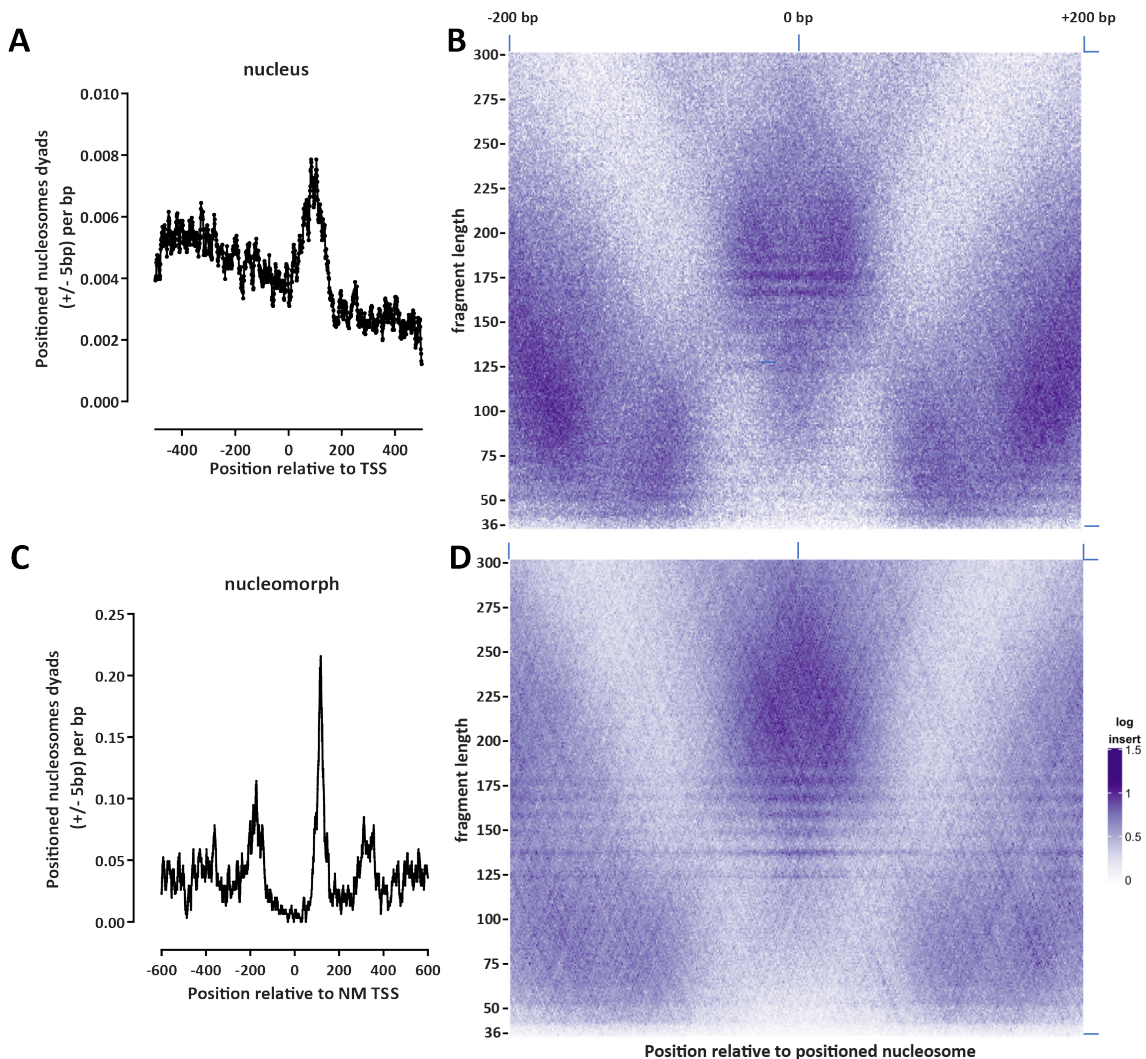 A
nucleus
Positioned nucleosomes dyads
(+/- 5bp) per bp
0.010
0.008
0.006
0.004
0.002
0.000
-400 -200 0 200 400
Position relative to TSS
B
-200 bp 0 bp +200 bp
fragment length
300
275
250
225
200
175
150
125
100
75
50
36
C
nucleomorph
Positioned nucleosomes dyads
(+/- 5bp) per bp
0.25
0.20
0.15
0.10
0.05
0.00
-600 -400 -200 0 200 400 600
Position relative to NM TSS
D
fragment length
300
275
250
225
200
175
150
125
100
75
50
36
Position relative to positioned nucleosome
log
insert
1.5
1
0.5
0